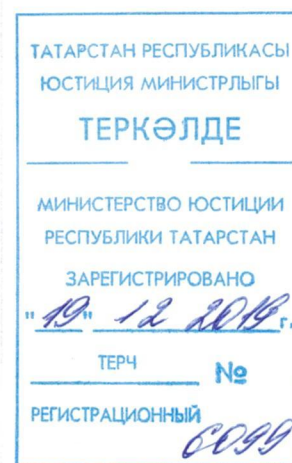 ТАТАРСТАН РЕСПУБЛИКАСЫ
ЮСТИЦИЯ МИНИСТРЛЫГЫ
ТЕРКӘЛДЕ
МИНИСТЕРСТВО ЮСТИЦИИ
РЕСПУБЛИКИ ТАТАРСТАН
ЗАРЕГИСТРИРОВАНО
"19" 12 2019 г.
ТЕРЧ №
РЕГИСТРАЦИОННЫЙ
6099